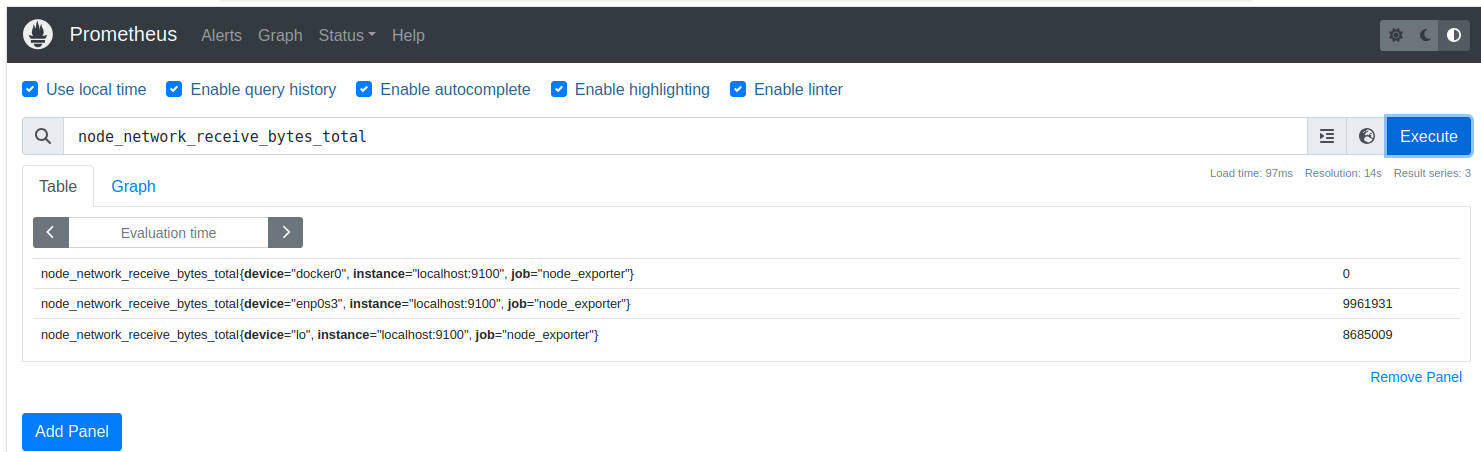 Prometheus Alerts Graph Status Help
Use local time Enable query history Enable autocomplete Enable highlighting Enable linter
node_network_receive_bytes_total Execute
Load time: 97ms Resolution: 14s Result series: 3
Table Graph
Evaluation time
node_network_receive_bytes_total{device="docker0", instance="localhost:9100", job="node_exporter"} 0
node_network_receive_bytes_total{device="enp0s3", instance="localhost:9100", job="node_exporter"} 9961931
node_network_receive_bytes_total{device="lo", instance="localhost:9100", job="node_exporter"} 8685009
Remove Panel
Add Panel